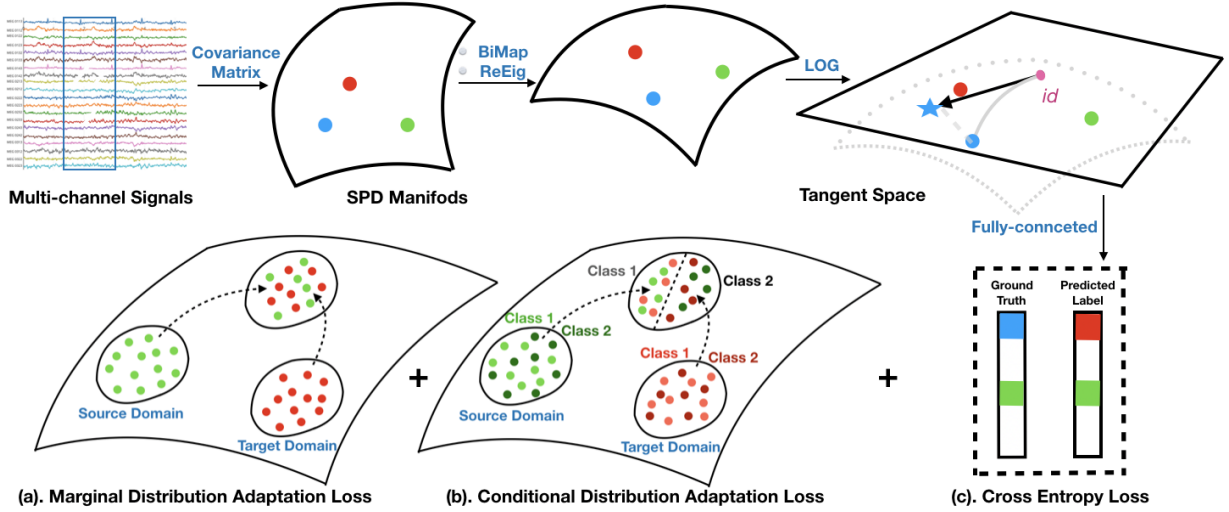 Covariance
Matrix
BiMap
ReEig
LOG
id
Multi-channel Signals
SPD Manifods
Tangent Space
Fully-connceted
Class 1
Class 2
Class 1
Class 2
Class 1
Class 2
Source Domain
Target Domain
Source Domain
Target Domain
+
+
Ground
Truth
Predicted
Label
(a). Marginal Distribution Adaptation Loss
(b). Conditional Distribution Adaptation Loss
(c). Cross Entropy Loss